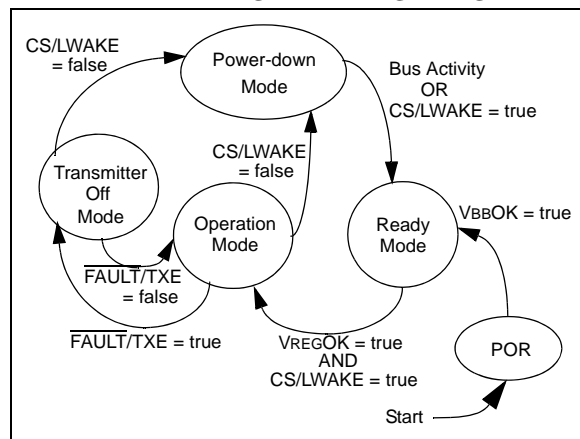 CS/LWAKE
= false
Power-down
Mode
Bus Activity
OR
CS/LWAKE = true
CS/LWAKE
= false
Transmitter
Off
Mode
Operation
Mode
Ready
Mode
VBBOK = true
FAULT/TXE
= false
FAULT/TXE = true
VREGOK = true
AND
CS/LWAKE = true
POR
Start